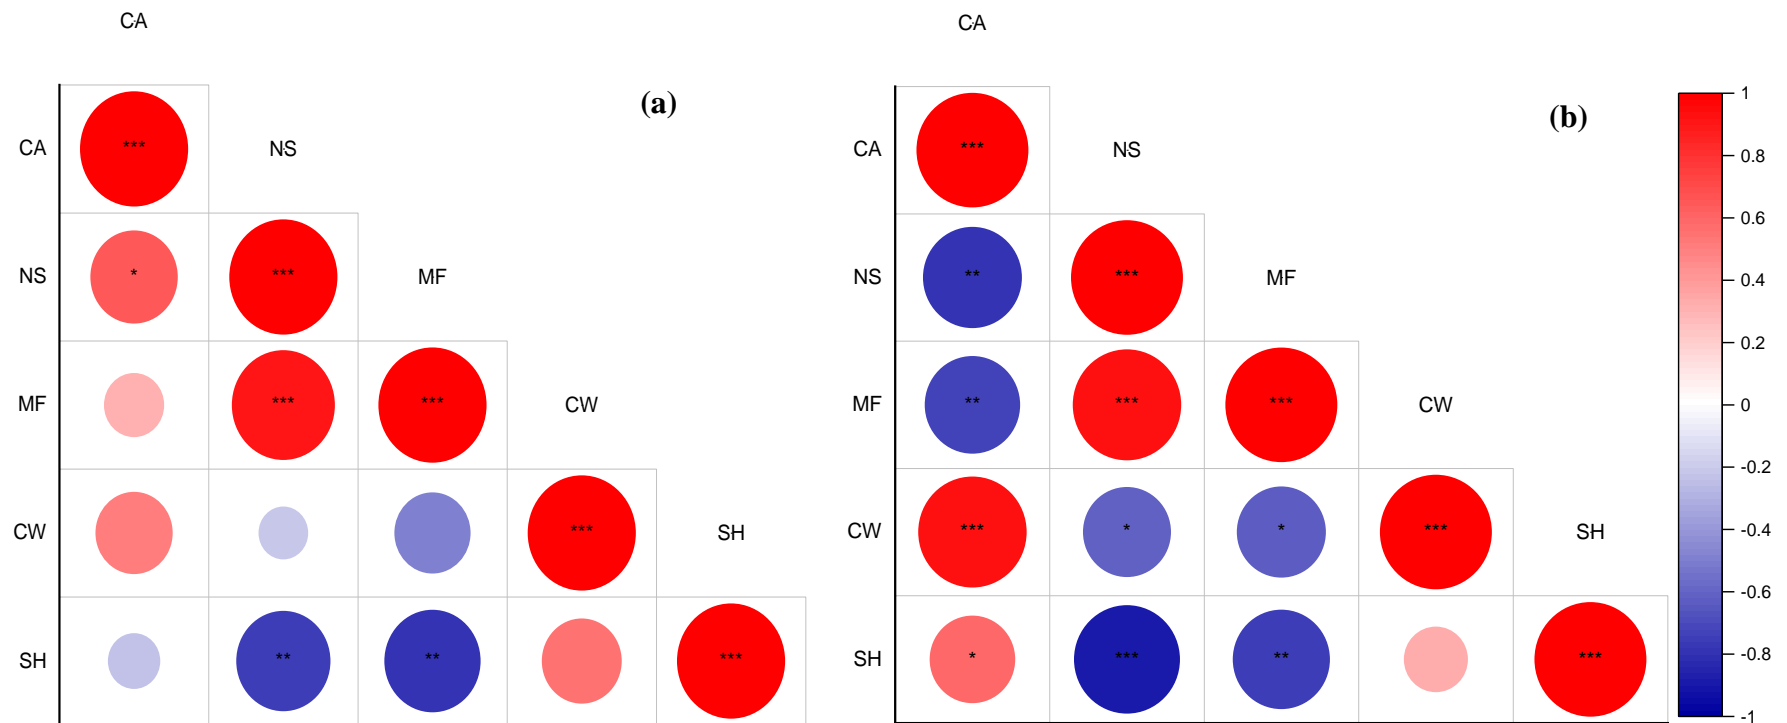 CA
(a)
CA *** NS
NS * *** MF
MF *** *** CW
CW *** SH
SH ** ** ***
CA
(b)
CA *** NS
NS ** *** MF
MF ** *** *** CW
CW *** * * *** SH
SH * *** ** ***
1
0.8
0.6
0.4
0.2
0
-0.2
-0.4
-0.6
-0.8
-1